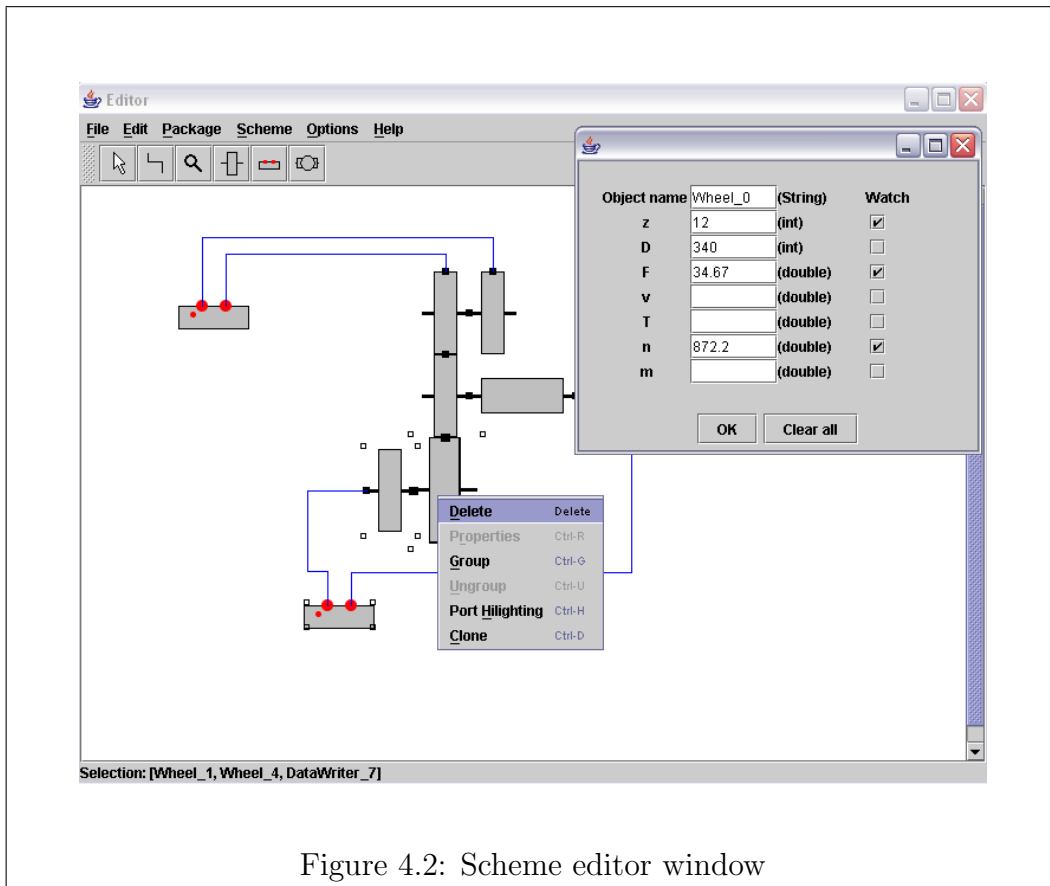 Editor
File Edit Package Scheme Options Help
Object name Wheel_0 (String) Watch
z 12 (int)
D 340 (int)
F 34.67 (double)
v (double)
T (double)
n 872.2 (double)
m (double)
OK Clear all
Delete Delete
Properties Ctrl-R
Group Ctrl-G
Ungroup Ctrl-U
Port Hilighting Ctrl-H
Clone Ctrl-D
Selection: [Wheel_1, Wheel_4, DataWriter_7]
Figure 4.2: Scheme editor window